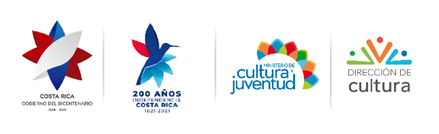 COSTA RICA
GOBIERNO DEL BICENTENARIO
200 AÑOS
INDEPENDENCIA
COSTA RICA
1821-2021
MINISTERIO DE
cultura y
juventud
DIRECCIÓN DE
cultura